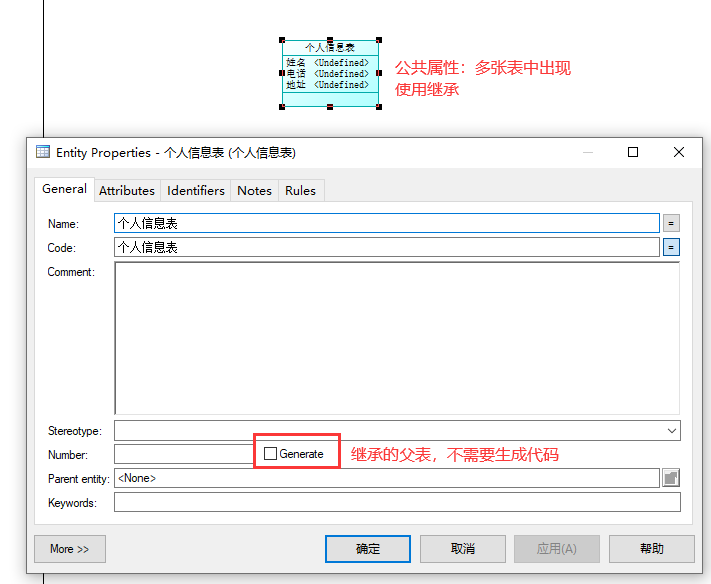 个人信息表
姓名 <Undefined>
电话 <Undefined>
地址 <Undefined>
公共属性：多张表中出现
使用继承
Entity Properties - 个人信息表 (个人信息表)
General Attributes Identifiers Notes Rules
Name: 个人信息表 =
Code: 个人信息表 =
Comment:
Stereotype:
Number: Generate 继承的父表，不需要生成代码
Parent entity: <None>
Keywords:
More >> 确定 取消 应用(A) 帮助